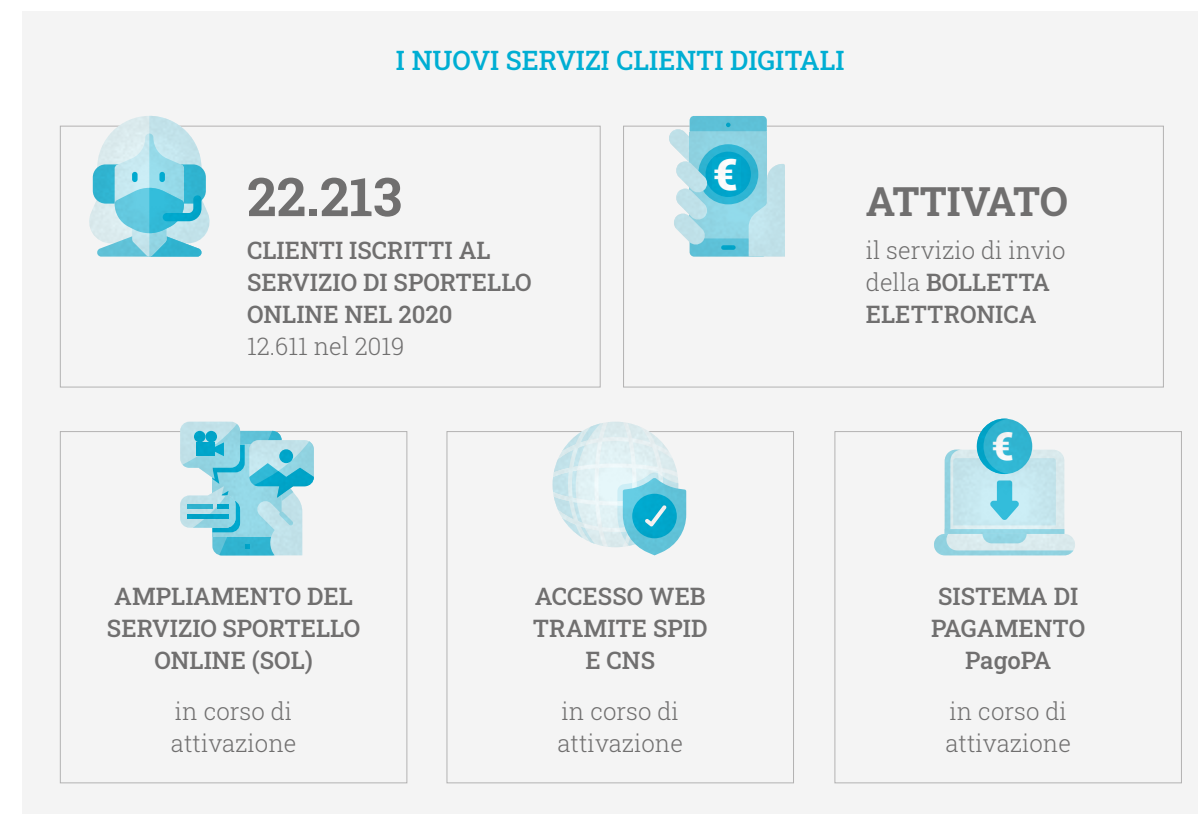 I NUOVI SERVIZI CLIENTI DIGITALI
22.213
CLIENTI ISCRITTI AL
SERVIZIO DI SPORTELLO
ONLINE NEL 2020
12.611 nel 2019
€
ATTIVATO
il servizio di invio
della BOLLETTA
ELETTRONICA
AMPLIAMENTO DEL
SERVIZIO SPORTELLO
ONLINE (SOL)
in corso di
attivazione
ACCESSO WEB
TRAMITE SPID
E CNS
in corso di
attivazione
€
SISTEMA DI
PAGAMENTO
PagoPA
in corso di
attivazione